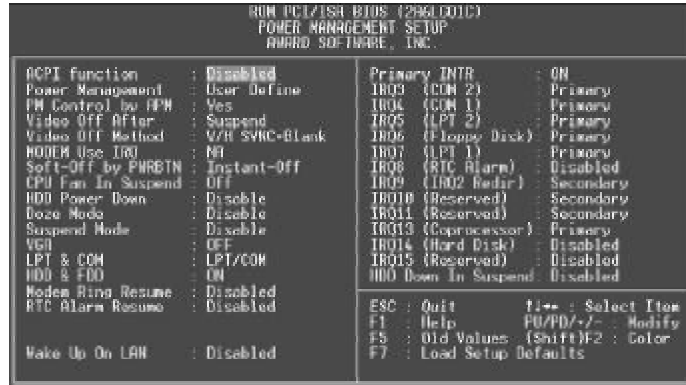 ROM PCI/ISA BIOS (2A6LGO1C)
POWER MANAGEMENT SETUP
AWARD SOFTWARE, INC.
ACPI function : Disabled
Power Management : User Define
PM Control by APM : Yes
Video Off After : Suspend
Video Off Method : V/H SYNC+Blank
MODEM Use IRQ : NA
Soft-Off by PWRBTN : Instant-Off
CPU Fan In Suspend : Off
HDD Power Down : Disable
Doze Mode : Disable
Suspend Mode : Disable
VGA : OFF
LPT & COM : LPT/COM
HDD & FDD : ON
Modem Ring Resume : Disabled
RTC Alarm Resume : Disabled
Wake Up On LAN : Disabled
Primary INTR : ON
IRQ3 (COM 2) : Primary
IRQ4 (COM 1) : Primary
IRQ5 (LPT 2) : Primary
IRQ6 (Floppy Disk) : Primary
IRQ7 (LPT 1) : Primary
IRQ8 (RTC Alarm) : Disabled
IRQ9 (IRQ2 Redir) : Secondary
IRQ10 (Reserved) : Secondary
IRQ11 (Reserved) : Secondary
IRQ13 (Coprocessor) : Primary
IRQ14 (Hard Disk) : Disabled
IRQ15 (Reserved) : Disabled
HDD Down In Suspend : Disabled
ESC : Quit ↑↓→← : Select Item
F1 : Help PU/PD/+/- : Modify
F5 : Old Values (Shift)F2 : Color
F7 : Load Setup Defaults